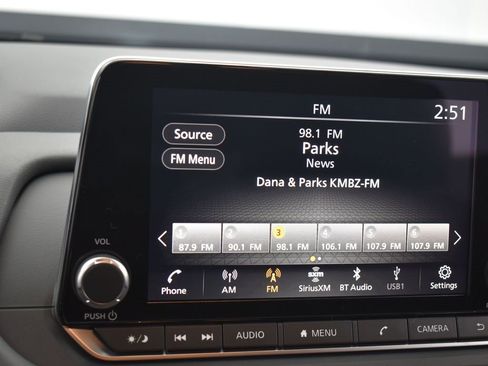 FM
2:51
Source
98.1 FM
Parks
FM Menu
News
Dana & Parks KMBZ-FM
1 2 3 4 5 6
87.9 FM 90.1 FM 98.1 FM 106.1 FM 107.9 FM 107.9 FM
VOL
Phone AM FM SiriusXM BT Audio USB1 Settings
sxm
PUSH
AUDIO MENU CAMERA